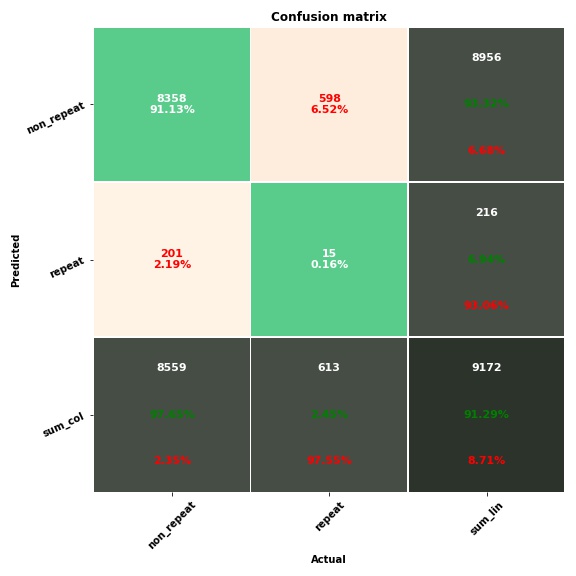 Confusion matrix
8956
8358
91.13%
598
6.52%
non_repeat
6.68%
216
201
2.19%
15
0.16%
repeat
93.06%
Predicted
8559
613
9172
sum_col
91.29%
2.35%
97.55%
8.71%
non_repeat
repeat
sum_lin
Actual